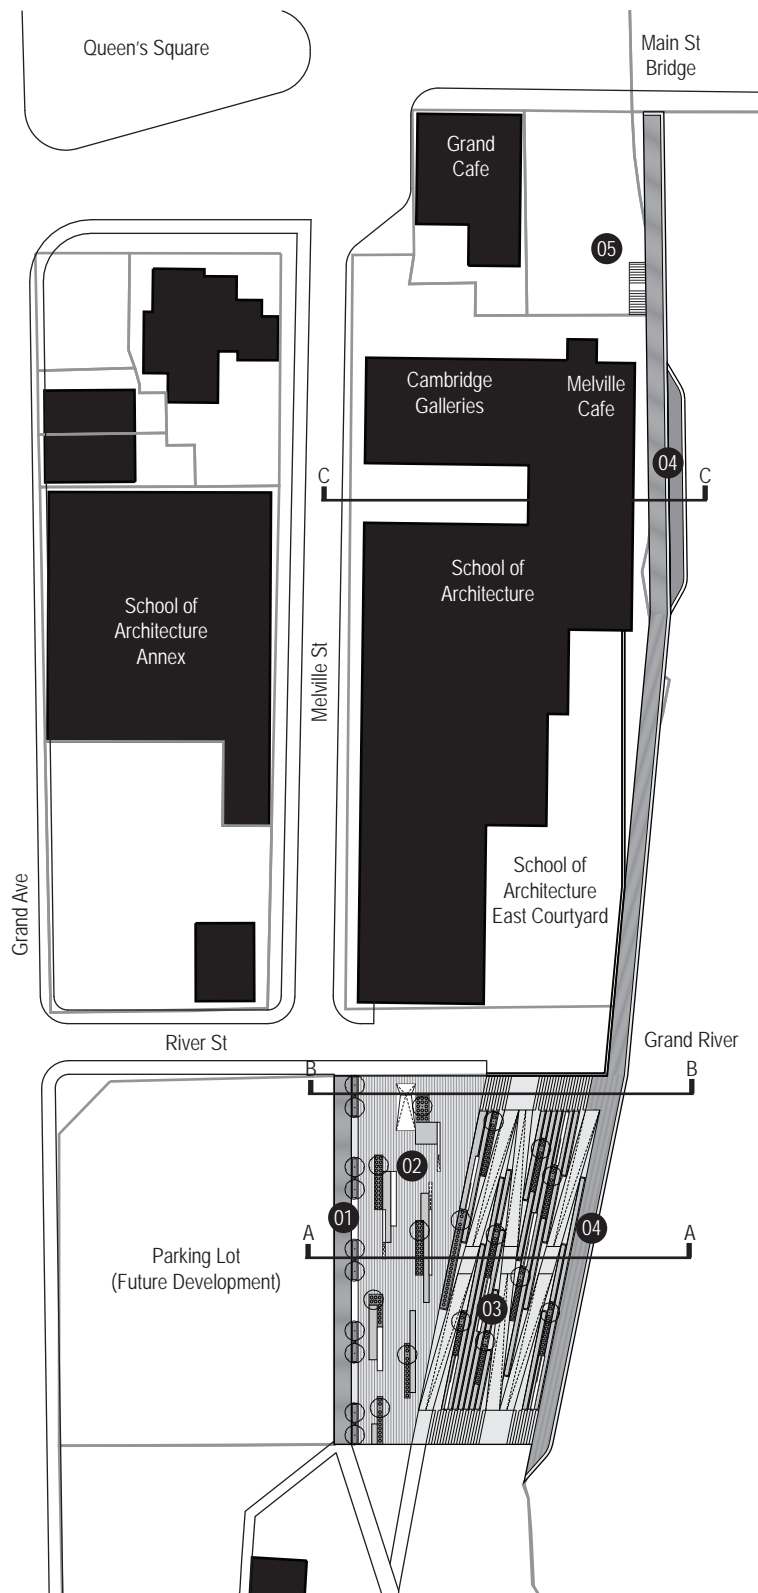 Queen's Square
Main St
Bridge
Grand
Cafe
05
Cambridge
Galleries
Melville
Cafe
04
C
C
School of
Architecture
School of
Architecture
Annex
Melville St
School of
Architecture
East Courtyard
Grand Ave
River St
Grand River
B
B
02
01
04
A
A
Parking Lot
(Future Development)
03